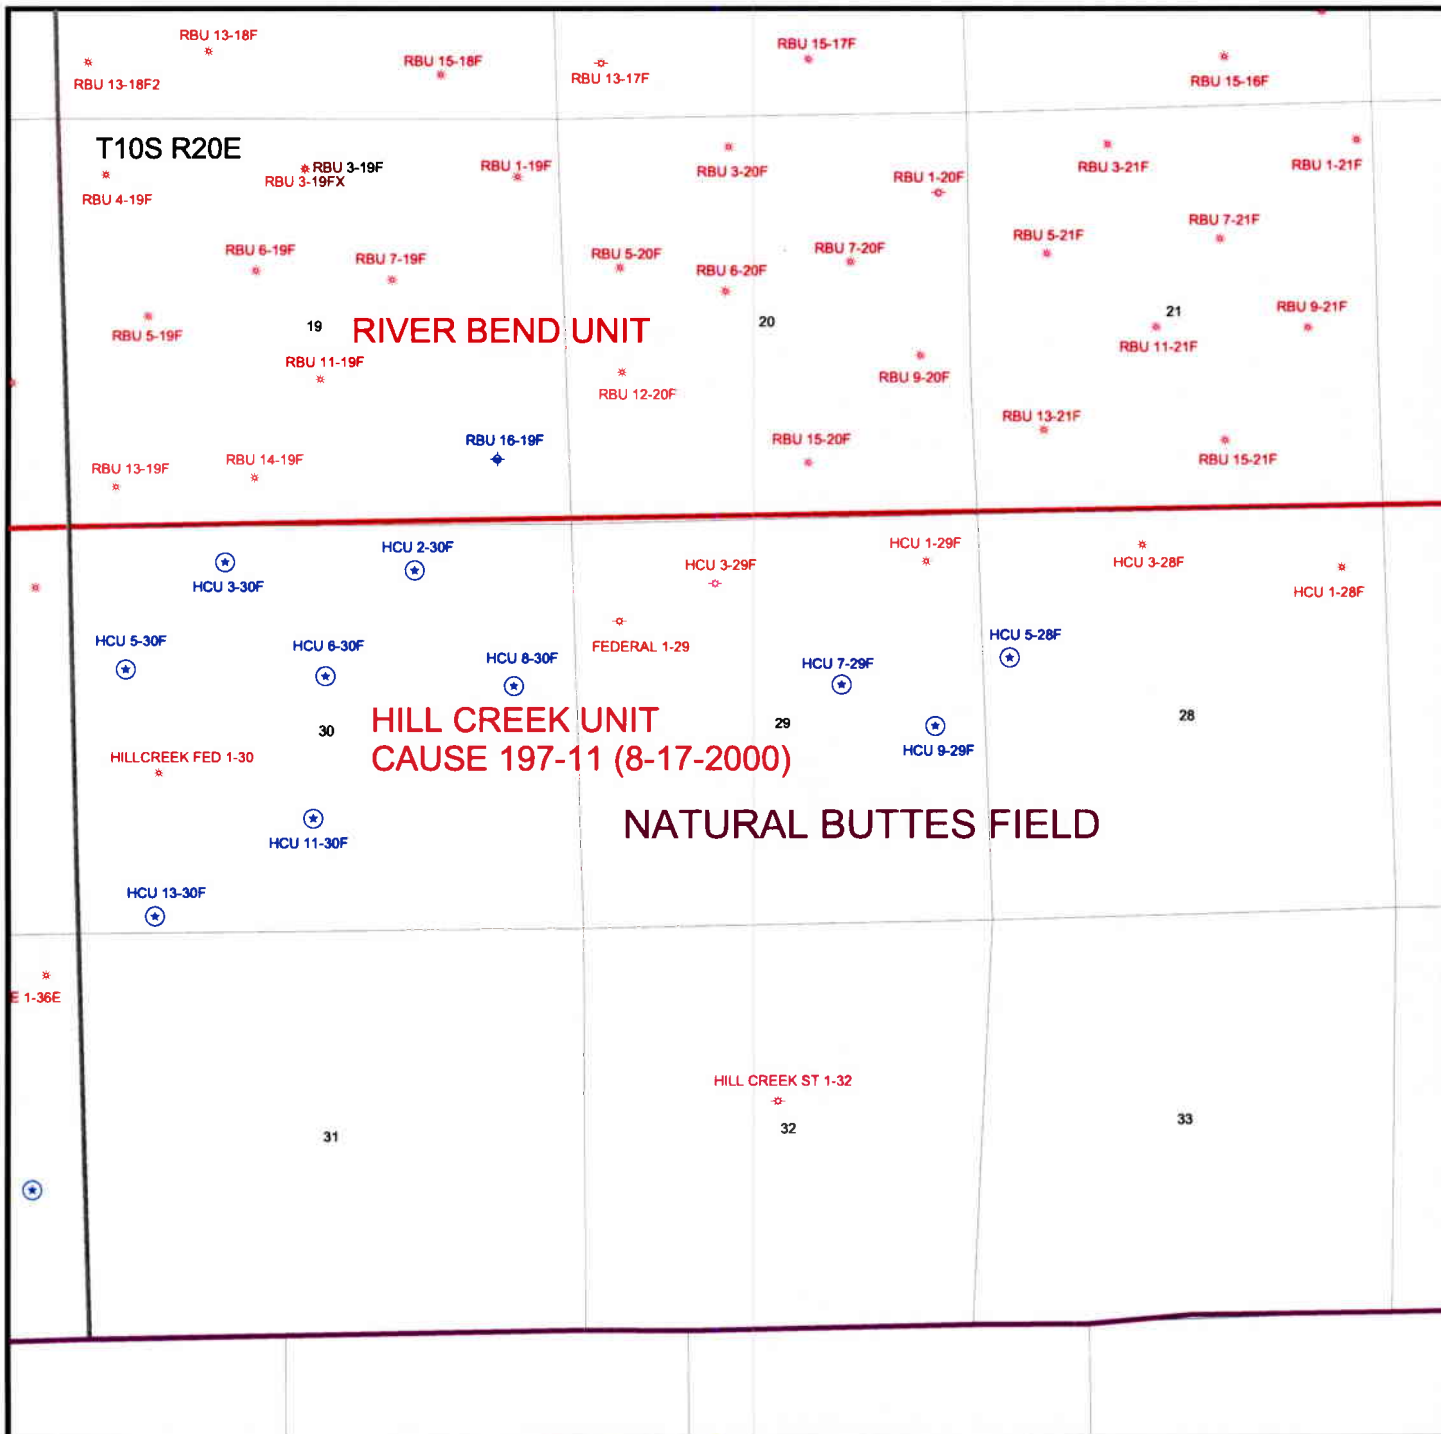 RBU 13-18F
RBU 15-17F
RBU 15-18F
RBU 13-17F
RBU 13-18F2
RBU 15-16F
T10S R20E
RBU 3-19F
RBU 3-19FX
RBU 1-19F
RBU 3-20F
RBU 1-20F
RBU 3-21F
RBU 1-21F
RBU 4-19F
RBU 6-19F
RBU 7-19F
RBU 5-20F
RBU 6-20F
RBU 7-20F
RBU 5-21F
RBU 7-21F
RBU 5-19F
19
RIVER BEND UNIT
20
21
RBU 9-21F
RBU 11-19F
RBU 12-20F
RBU 9-20F
RBU 11-21F
RBU 13-19F
RBU 14-19F
RBU 16-19F
RBU 15-20F
RBU 13-21F
RBU 15-21F
HCU 3-30F
HCU 2-30F
HCU 3-29F
HCU 1-29F
HCU 3-28F
HCU 1-28F
HCU 5-30F
HCU 6-30F
HCU 8-30F
FEDERAL 1-29
HCU 7-29F
HCU 5-28F
30
HILL CREEK UNIT
CAUSE 197-11 (8-17-2000)
29
28
HCU 9-29F
HILLCREEK FED 1-30
NATURAL BUTTES FIELD
HCU 11-30F
HCU 13-30F
E 1-36E
HILL CREEK ST 1-32
31
32
33